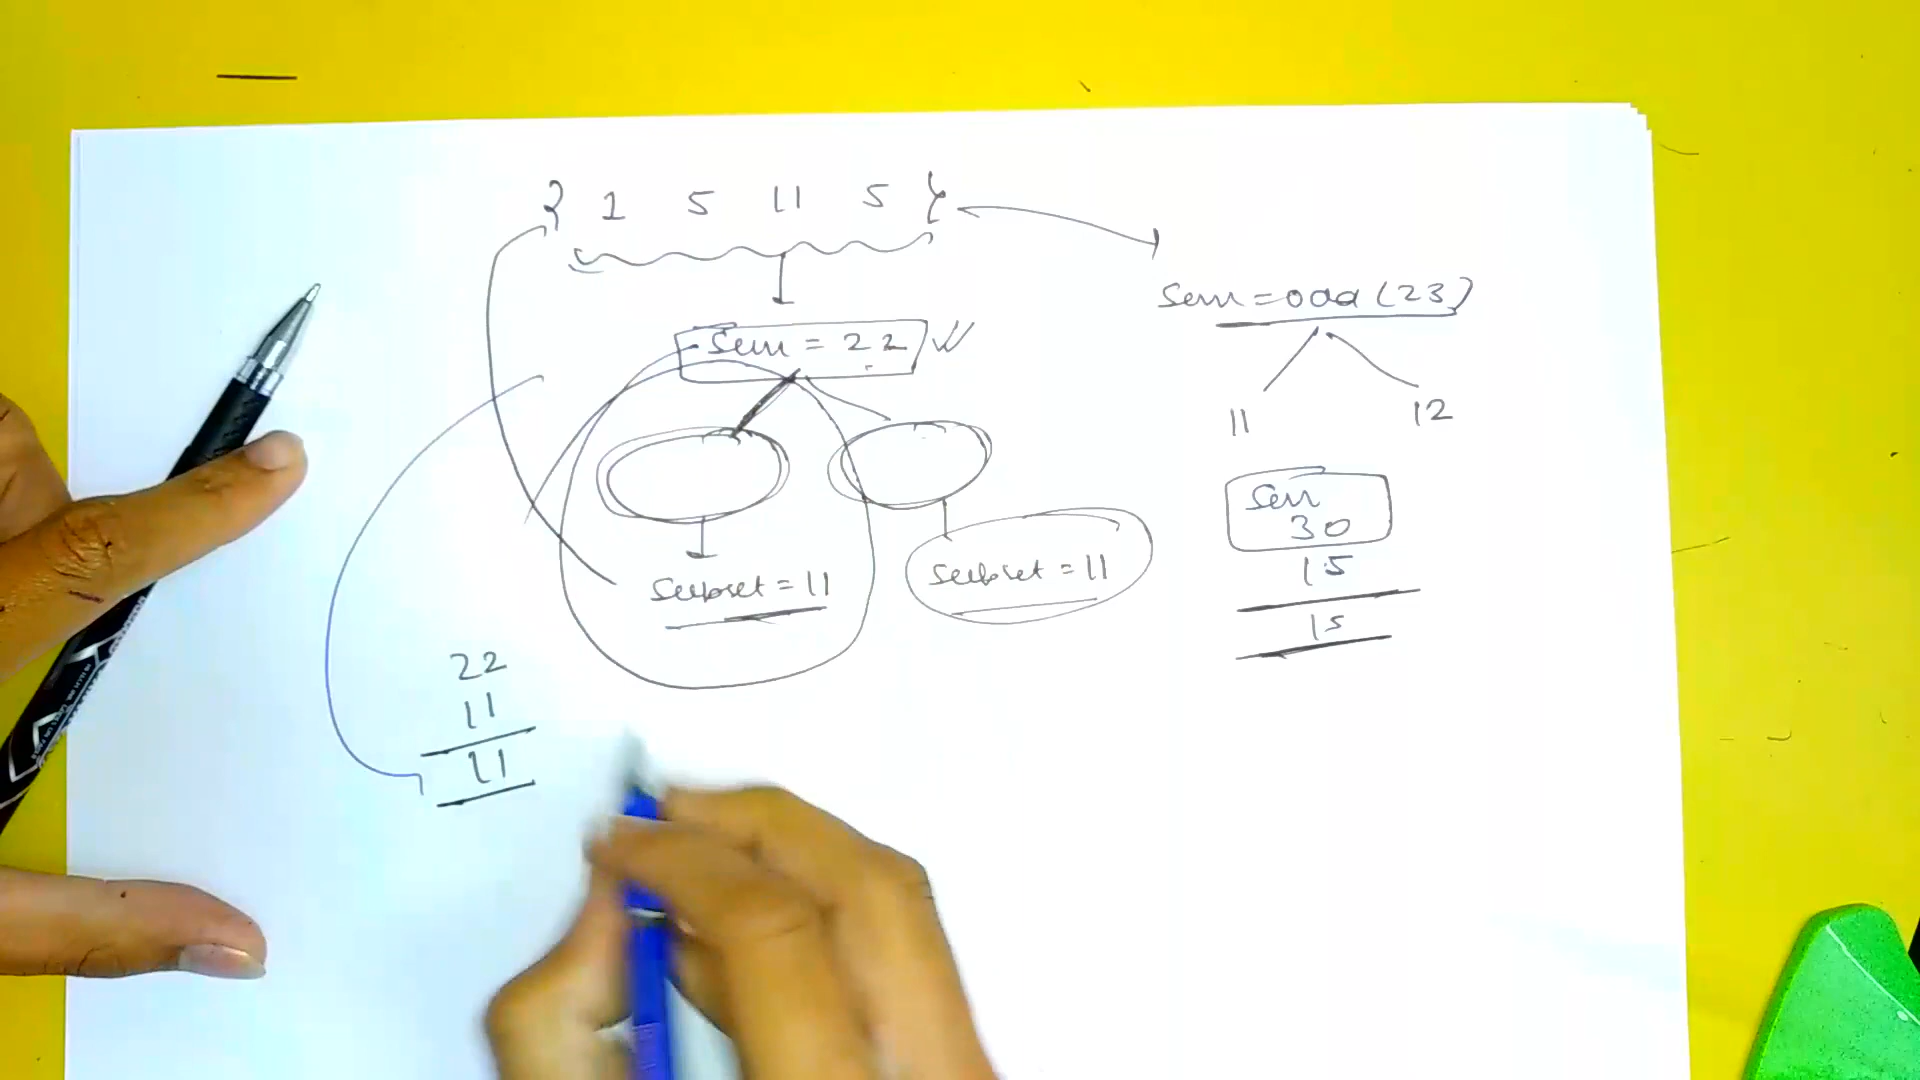 { 1 5 11 5 }
Sum = odd (23)
Sum = 22
11 12
Sum
30
15
15
Subset = 11
Subset = 11
22
11
11